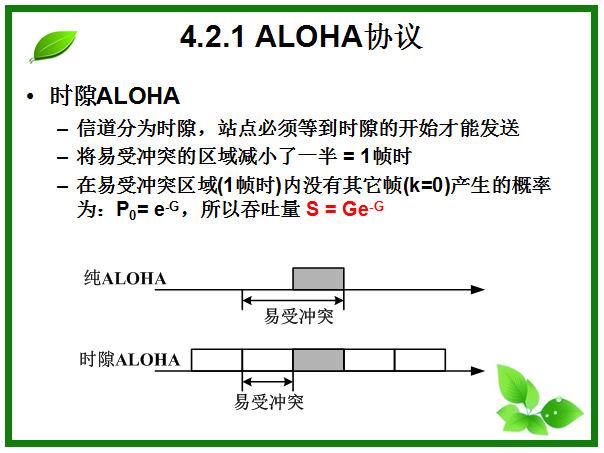 4.2.1 ALOHA协议
• 时隙ALOHA
– 信道分为时隙，站点必须等到时隙的开始才能发送
– 将易受冲突的区域减小了一半 = 1帧时
– 在易受冲突区域(1帧时)内没有其它帧(k=0)产生的概率
为：P₀= e-G，所以吞吐量 S = Ge-G
纯ALOHA
易受冲突
时隙ALOHA
易受冲突